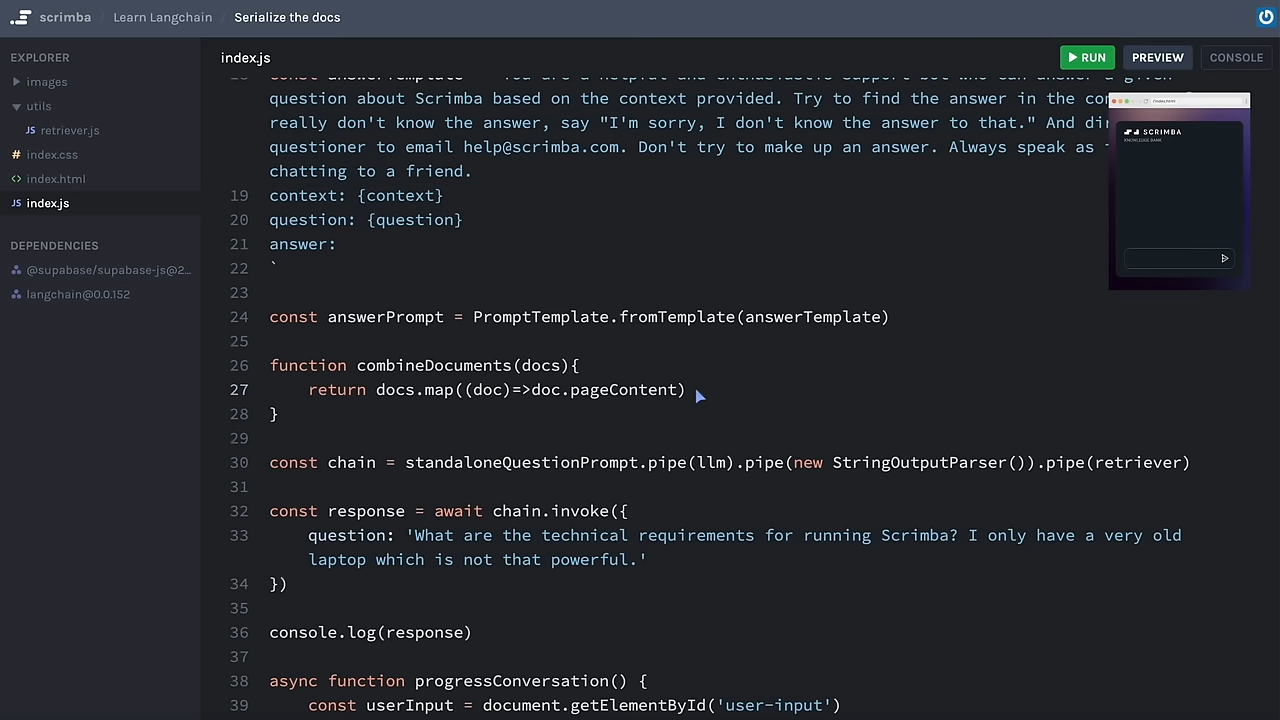 scrimba / Learn Langchain / Serialize the docs
EXPLORER
images
utils
JS retriever.js
# index.css
<> index.html
JS index.js
DEPENDENCIES
@supabase/supabase-js@2...
langchain@0.0.152
index.js
RUN
PREVIEW
CONSOLE
question about Scrimba based on the context provided. Try to find the answer in the
really don't know the answer, say "I'm sorry, I don't know the answer to that." And
questioner to email help@scrimba.com. Don't try to make up an answer. Always speak as
chatting to a friend.
19 context: {context}
20 question: {question}
21 answer:
22 `
23
24 const answerPrompt = PromptTemplate.fromTemplate(answerTemplate)
25
26 function combineDocuments(docs){
27 return docs.map((doc)=>doc.pageContent)
28 }
29
30 const chain = standaloneQuestionPrompt.pipe(llm).pipe(new StringOutputParser()).pipe(retriever)
31
32 const response = await chain.invoke({
33 question: 'What are the technical requirements for running Scrimba? I only have a very old
laptop which is not that powerful.'
34 })
35
36 console.log(response)
37
38 async function progressConversation() {
39 const userInput = document.getElementById('user-input')
/index.html
SCRIMBA
KNOWLEDGE BANK